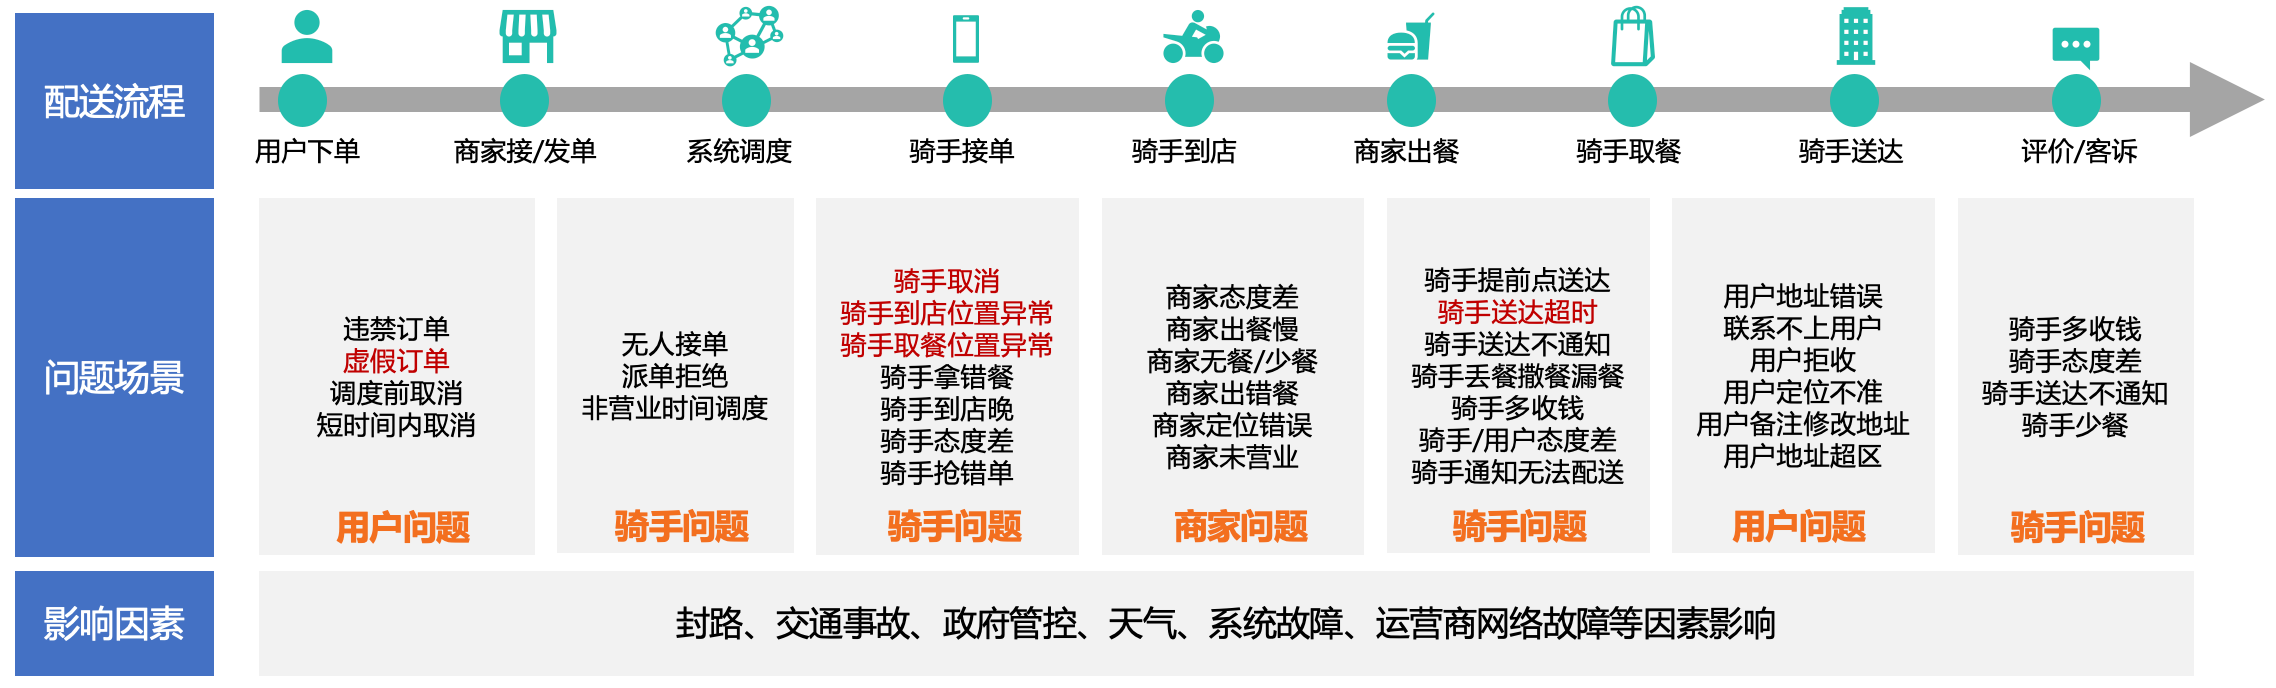 配送流程
用户下单
商家接/发单
系统调度
骑手接单
骑手到店
商家出餐
骑手取餐
骑手送达
评价/客诉
问题场景
违禁订单
虚假订单
调度前取消
短时间内取消
用户问题
无人接单
派单拒绝
非营业时间调度
骑手问题
骑手取消
骑手到店位置异常
骑手取餐位置异常
骑手拿错餐
骑手到店晚
骑手态度差
骑手抢错单
骑手问题
商家态度差
商家出餐慢
商家无餐/少餐
商家出错餐
商家定位错误
商家未营业
商家问题
骑手提前点送达
骑手送达超时
骑手送达不通知
骑手丢餐撒餐漏餐
骑手多收钱
骑手/用户态度差
骑手通知无法配送
骑手问题
用户地址错误
联系不上用户
用户拒收
用户定位不准
用户备注修改地址
用户地址超区
用户问题
骑手多收钱
骑手态度差
骑手送达不通知
骑手少餐
骑手问题
影响因素
封路、交通事故、政府管控、天气、系统故障、运营商网络故障等因素影响